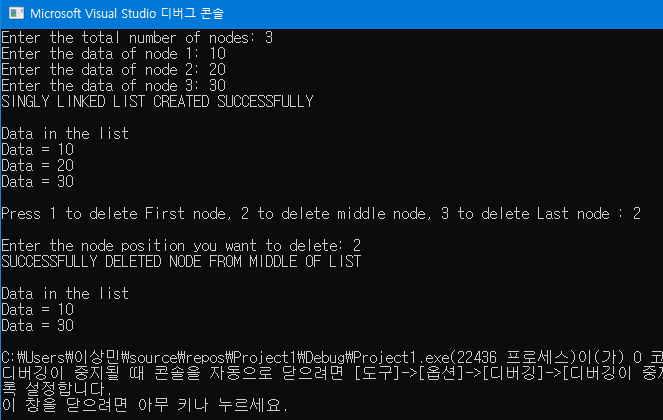 Microsoft Visual Studio 디버그 콘솔
Enter the total number of nodes: 3
Enter the data of node 1: 10
Enter the data of node 2: 20
Enter the data of node 3: 30
SINGLY LINKED LIST CREATED SUCCESSFULLY
Data in the list
Data = 10
Data = 20
Data = 30
Press 1 to delete First node, 2 to delete middle node, 3 to delete Last node : 2
Enter the node position you want to delete: 2
SUCCESSFULLY DELETED NODE FROM MIDDLE OF LIST
Data in the list
Data = 10
Data = 30
C:₩Users₩이상민₩source₩repos₩Project1₩Debug₩Project1.exe(22436 프로세스)이(가) 0 코
디버깅이 중지될 때 콘솔을 자동으로 닫으려면 [도구]->[옵션]->[디버깅]->[디버깅이 중지
록 설정합니다.
이 창을 닫으려면 아무 키나 누르세요.